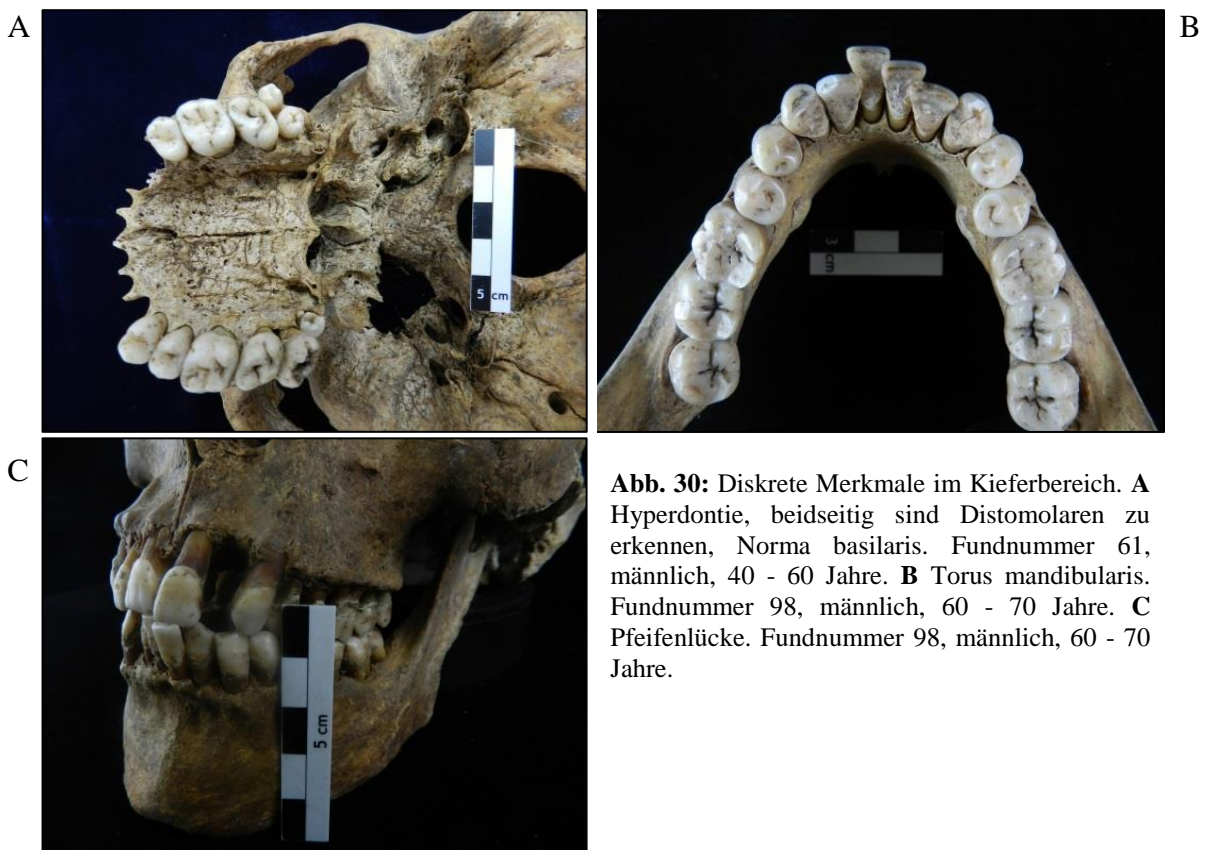 A
B
5 cm
3 cm
C
5 cm
Abb. 30: Diskrete Merkmale im Kieferbereich. A
Hyperdontie, beidseitig sind Distomolaren zu
erkennen, Norma basilaris. Fundnummer 61,
männlich, 40 - 60 Jahre. B Torus mandibularis.
Fundnummer 98, männlich, 60 - 70 Jahre. C
Pfeifenlücke. Fundnummer 98, männlich, 60 - 70
Jahre.